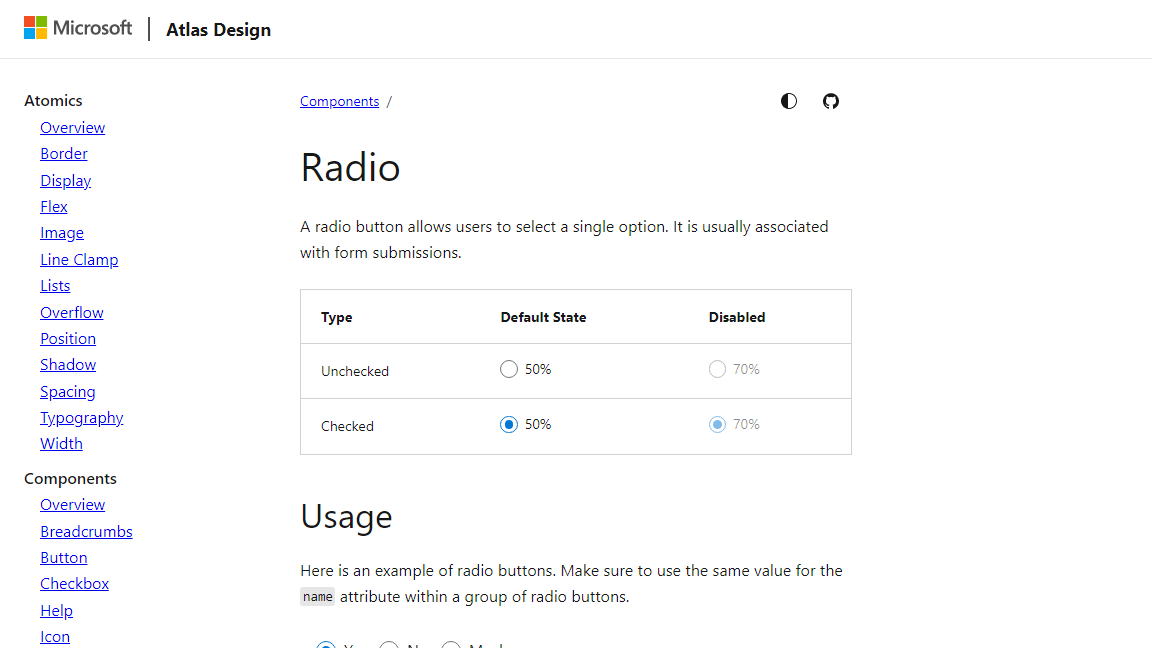 Microsoft
Atlas Design
Atomics
Overview
Border
Display
Flex
Image
Line Clamp
Lists
Overflow
Position
Shadow
Spacing
Typography
Width
Components
Overview
Breadcrumbs
Button
Checkbox
Help
Icon
Components /
Radio
A radio button allows users to select a single option. It is usually associated
with form submissions.
Type Default State Disabled
Unchecked 50% 70%
Checked 50% 70%
Usage
Here is an example of radio buttons. Make sure to use the same value for the
name attribute within a group of radio buttons.